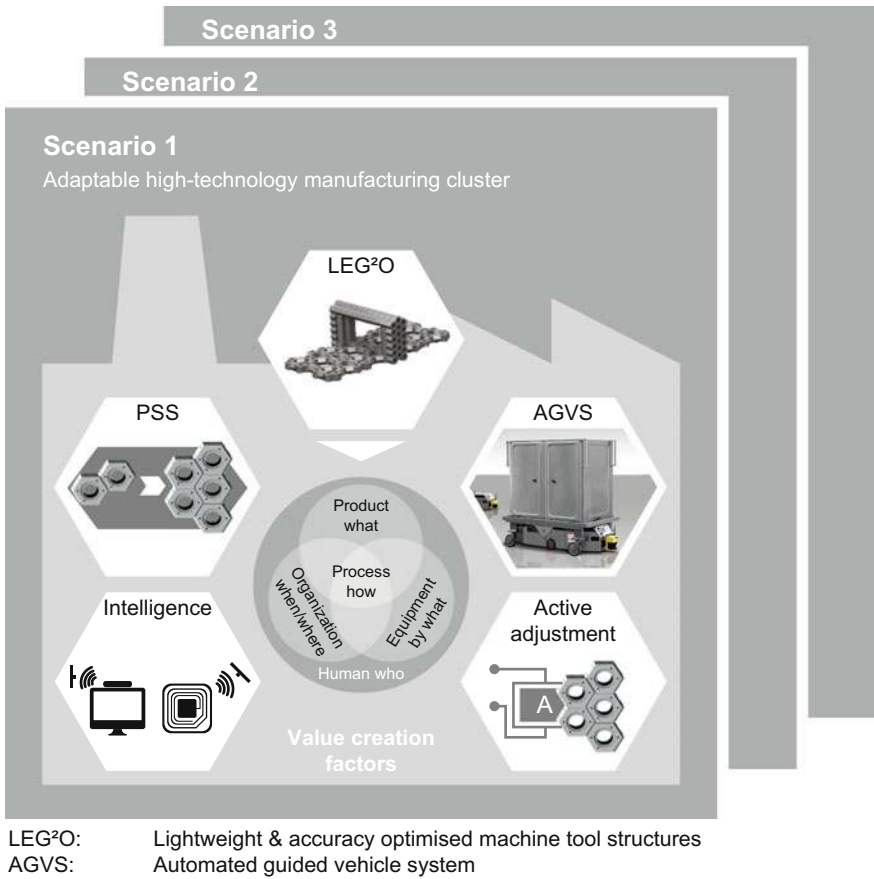 Scenario 3
Scenario 2
Scenario 1
Adaptable high-technology manufacturing cluster
LEG²O
PSS
AGVS
Product
what
Process
how
Organization
when/where
Equipment
by what
Human who
Intelligence
Active
adjustment
A
Value creation
factors
LEG²O: Lightweight & accuracy optimised machine tool structures
AGVS: Automated guided vehicle system